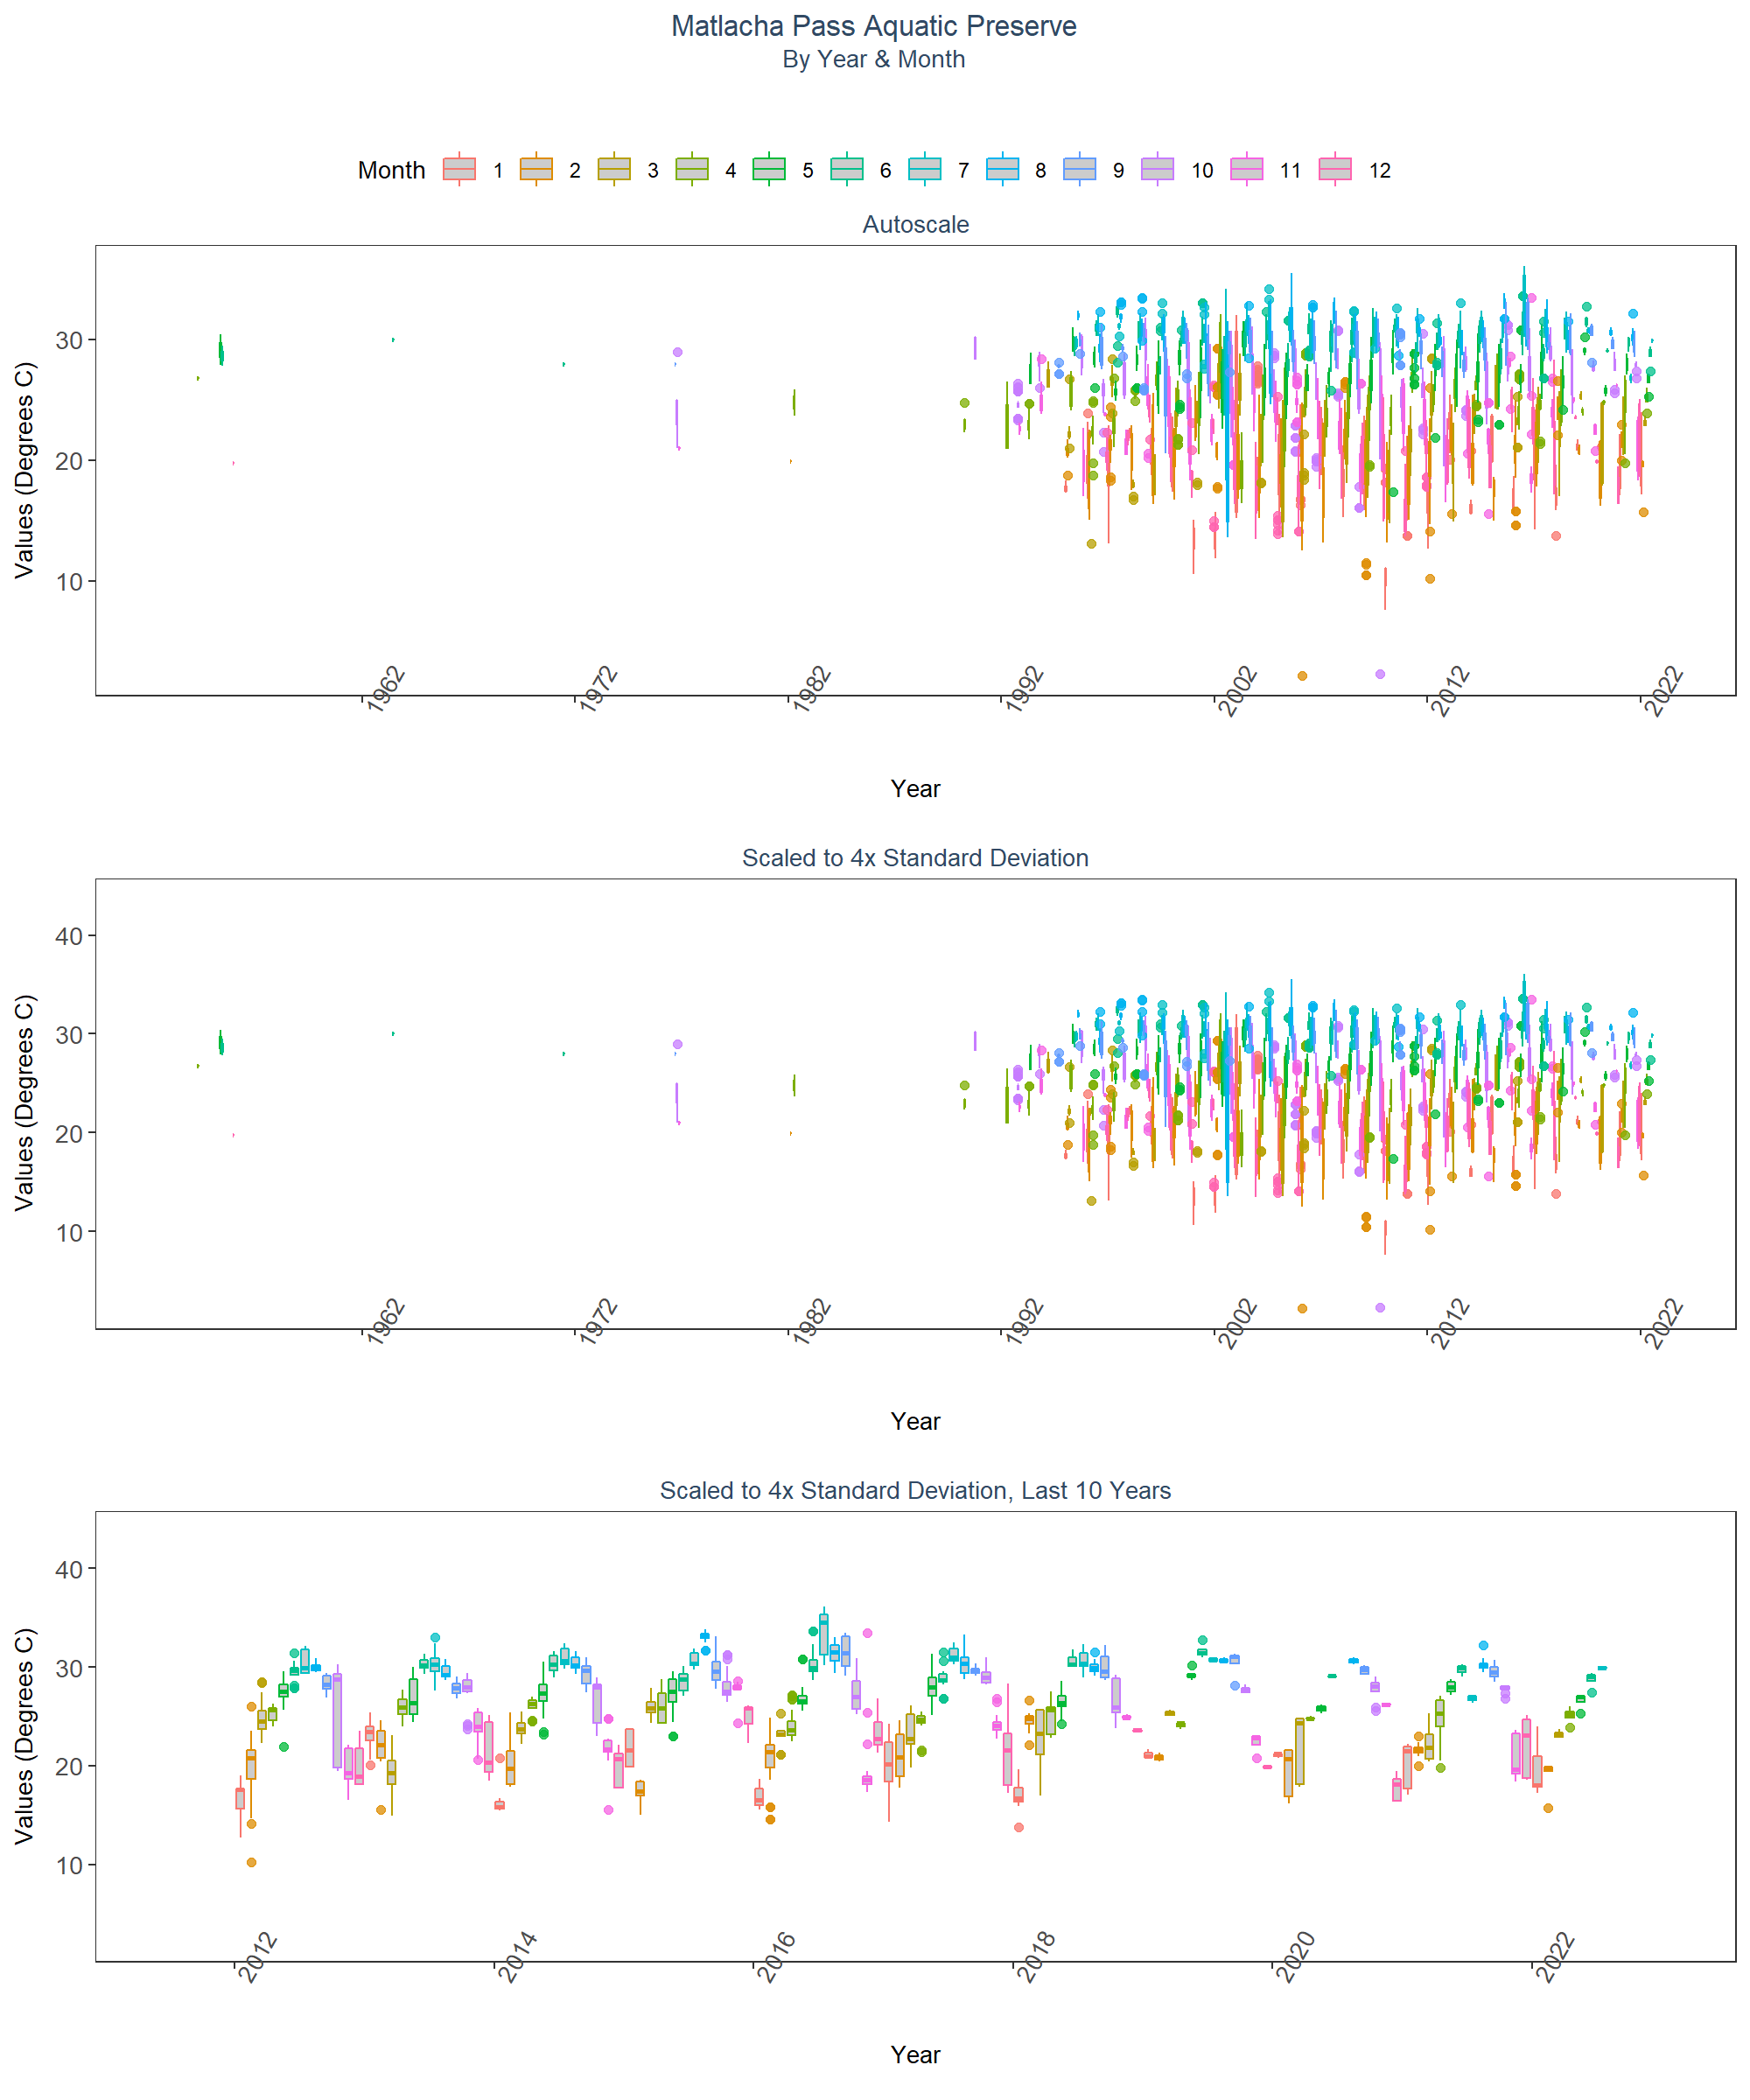 Matlacha Pass Aquatic Preserve
By Year & Month
Month 1 2 3 4 5 6 7 8 9 10 11 12
Autoscale
Values (Degrees C)
30
20
10
1962 1972 1982 1992 2002 2012 2022
Year
Scaled to 4x Standard Deviation
Values (Degrees C)
40
30
20
10
1962 1972 1982 1992 2002 2012 2022
Year
Scaled to 4x Standard Deviation, Last 10 Years
Values (Degrees C)
40
30
20
10
2012 2014 2016 2018 2020 2022
Year